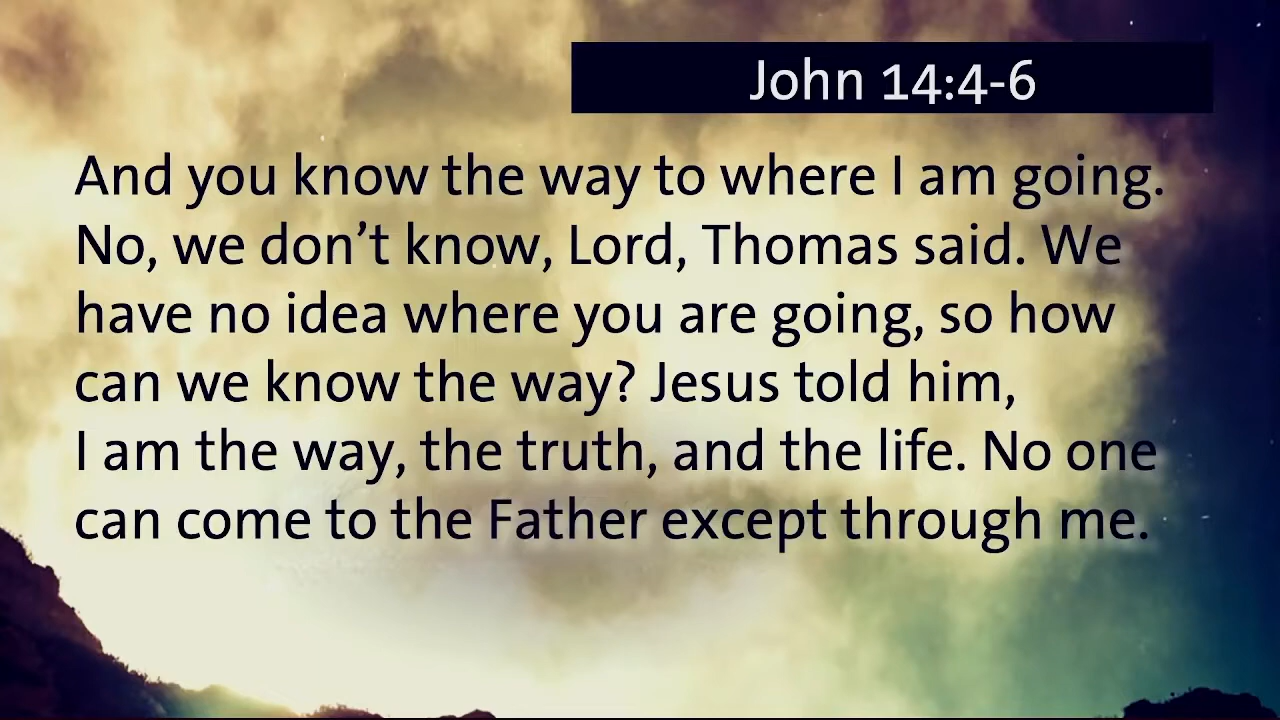 John 14:4-6
And you know the way to where I am going.
No, we don’t know, Lord, Thomas said. We
have no idea where you are going, so how
can we know the way? Jesus told him,
I am the way, the truth, and the life. No one
can come to the Father except through me.